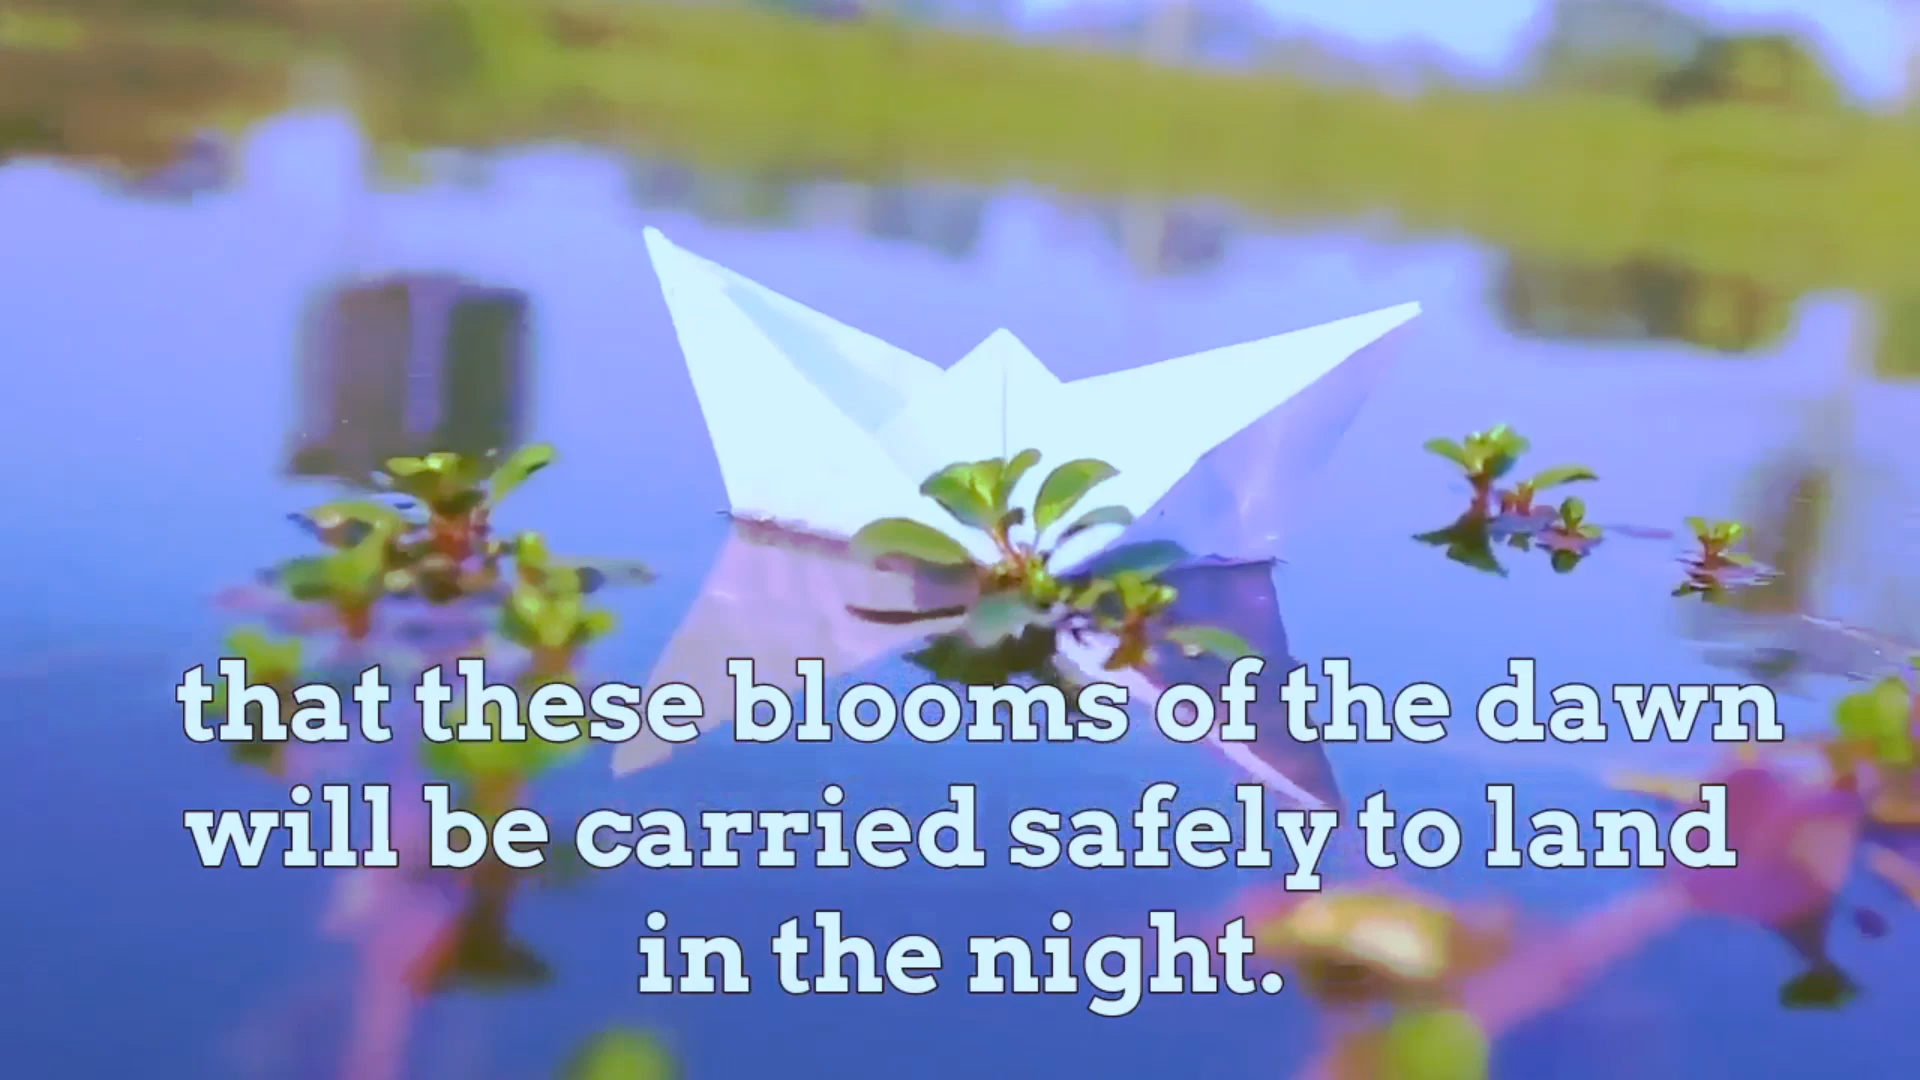 that these blooms of the dawn
will be carried safely to land
in the night.